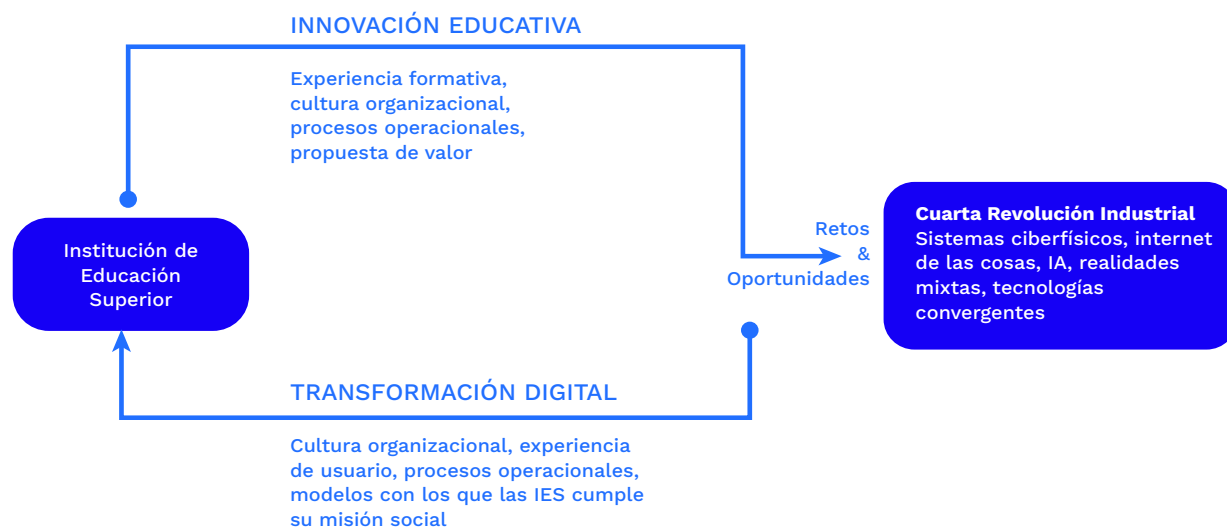 INNOVACIÓN EDUCATIVA
Experiencia formativa,
cultura organizacional,
procesos operacionales,
propuesta de valor
Institución de
Educación
Superior
Retos
&
Oportunidades
Cuarta Revolución Industrial
Sistemas ciberfísicos, internet
de las cosas, IA, realidades
mixtas, tecnologías
convergentes
TRANSFORMACIÓN DIGITAL
Cultura organizacional, experiencia
de usuario, procesos operacionales,
modelos con los que las IES cumple
su misión social